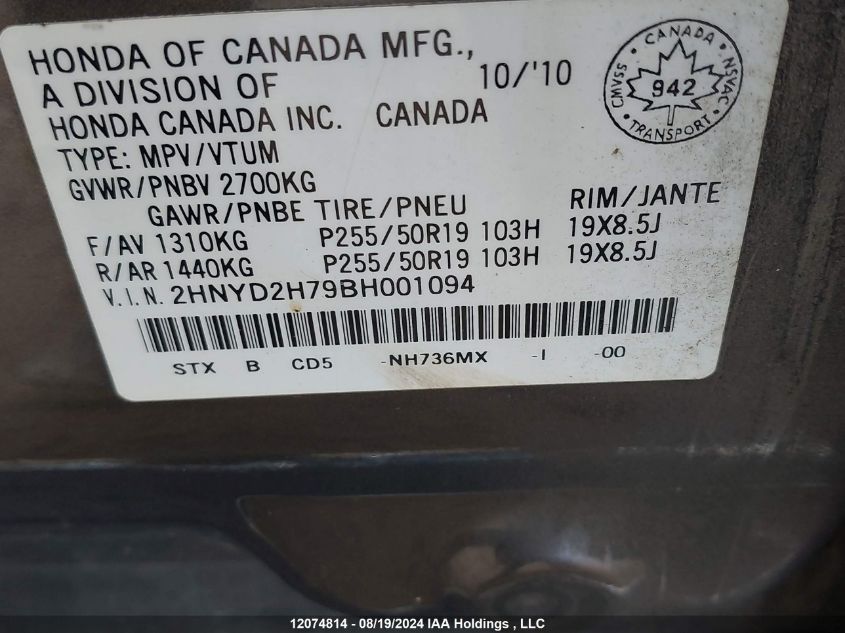 HONDA OF CANADA MFG.,
A DIVISION OF 10/'10
HONDA CANADA INC. CANADA
TYPE: MPV/VTUM
GVWR/PNBV 2700KG
GAWR/PNBE TIRE/PNEU RIM/JANTE
F/AV 1310KG P255/50R19 103H 19X8.5J
R/AR 1440KG P255/50R19 103H 19X8.5J
V.I.N. 2HNYD2H79BH001094
STX B CD5 -NH736MX -I -00
CANADA
CMVSS 942 NSVAC
TRANSPORT
12074814 - 08/19/2024 IAA Holdings , LLC